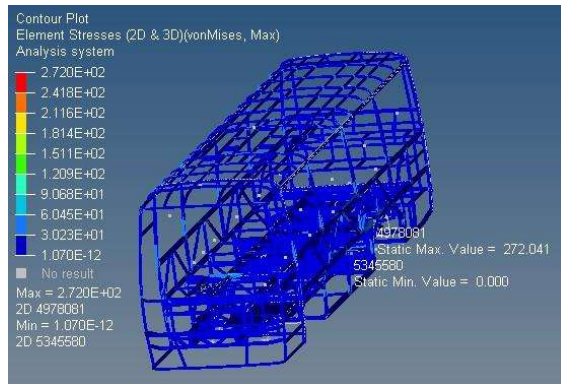 Contour Plot
Element Stresses (2D & 3D)(vonMises, Max)
Analysis system
2.720E+02
2.418E+02
2.116E+02
1.814E+02
1.511E+02
1.209E+02
9.068E+01
6.045E+01
3.023E+01
1.070E-12
No result
Max = 2.720E+02
2D 4978081
Min = 1.070E-12
2D 5345580
4978081
Static Max. Value = 272.041
5345580
Static Min. Value = 0.000